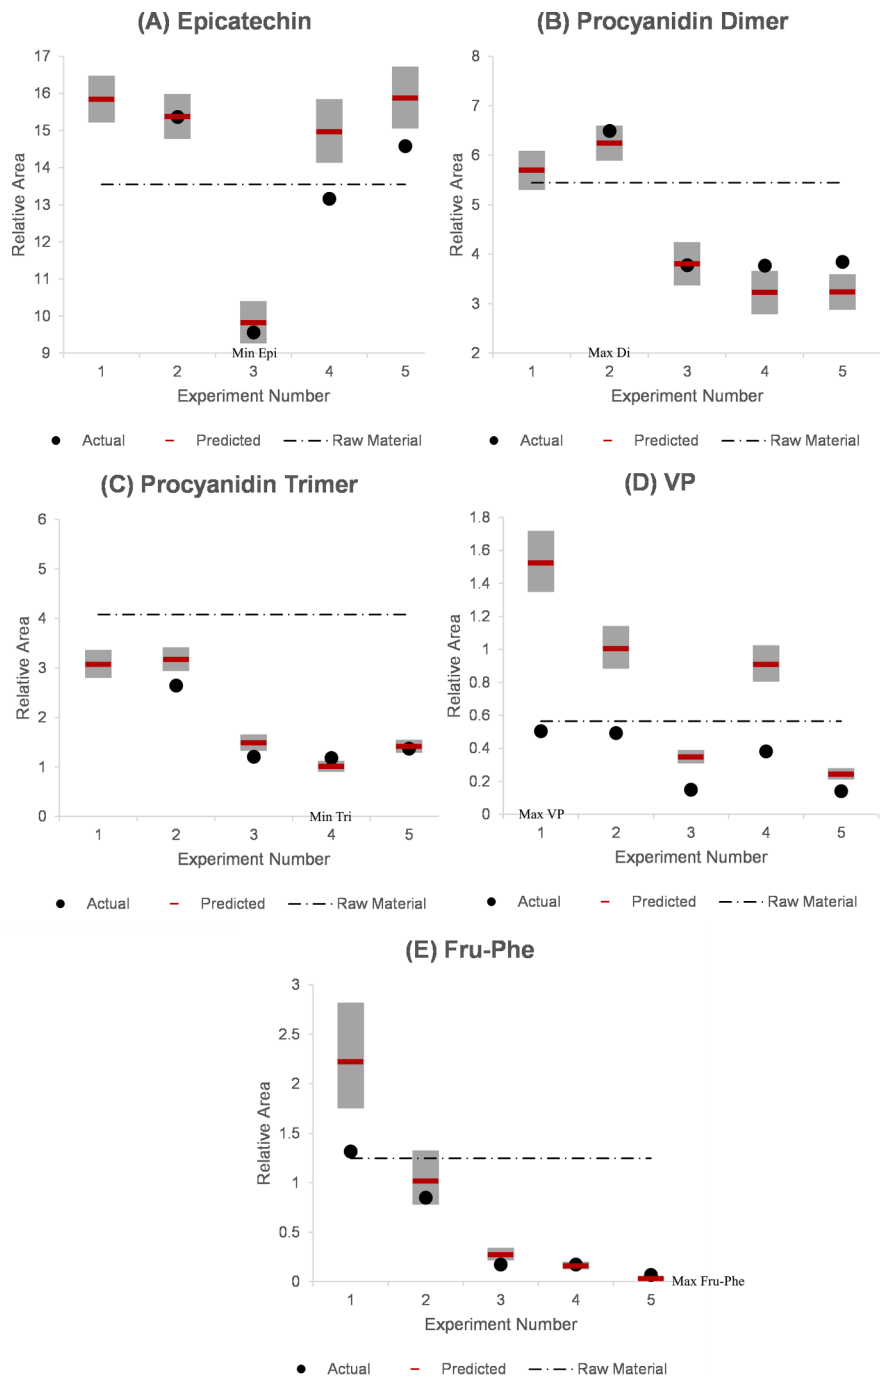 (A) Epicatechin
17
16
15
14
13
12
11
10
9
Relative Area
Min Epi
1 2 3 4 5
Experiment Number
Actual Predicted Raw Material
(B) Procyanidin Dimer
8
7
6
5
4
3
2
Relative Area
Max Di
1 2 3 4 5
Experiment Number
Actual Predicted Raw Material
(C) Procyanidin Trimer
6
5
4
3
2
1
0
Relative Area
Min Tri
1 2 3 4 5
Experiment Number
Actual Predicted Raw Material
(D) VP
1.8
1.6
1.4
1.2
1
0.8
0.6
0.4
0.2
0
Relative Area
Max VP
1 2 3 4 5
Experiment Number
Actual Predicted Raw Material
(E) Fru-Phe
3
2.5
2
1.5
1
0.5
0
Relative Area
Max Fru-Phe
1 2 3 4 5
Experiment Number
Actual Predicted Raw Material